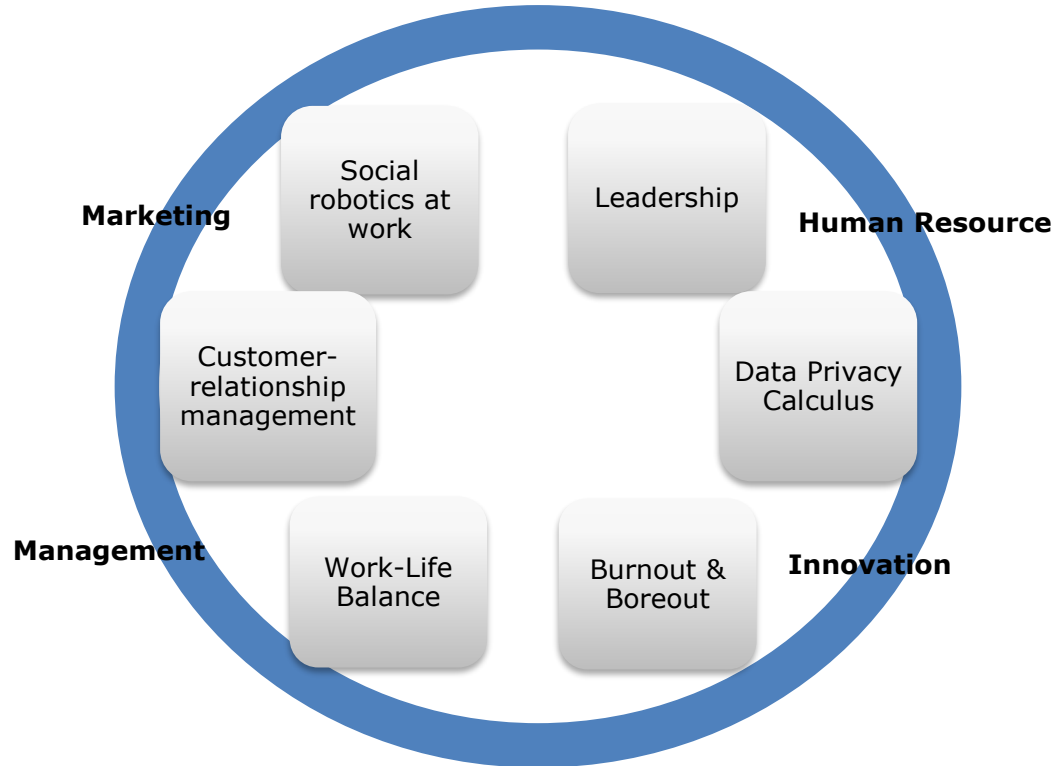 Social
robotics at
work
Leadership
Marketing
Human Resource
Customer-
relationship
management
Data Privacy
Calculus
Management
Work-Life
Balance
Burnout &
Boreout
Innovation